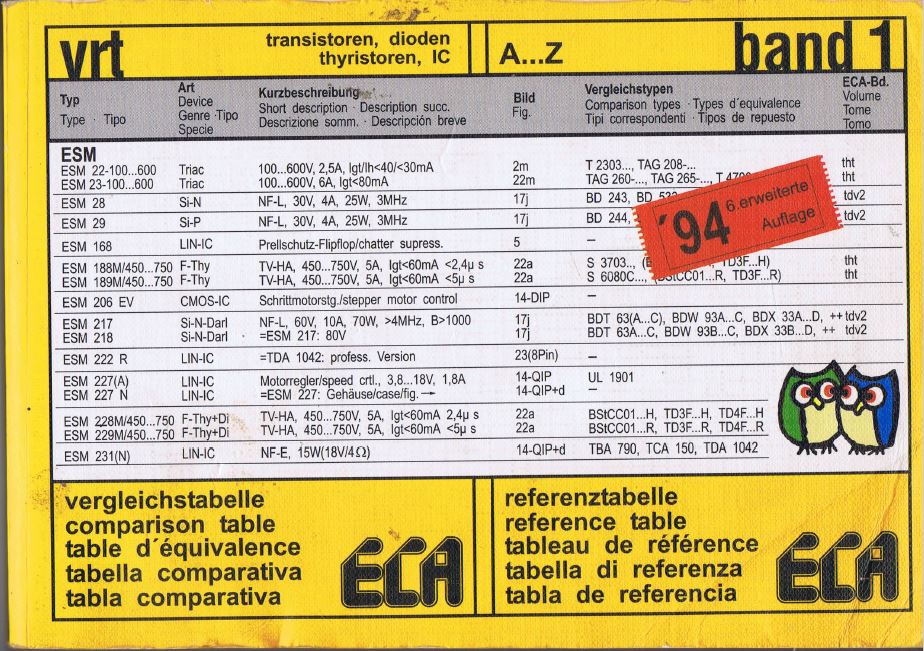 vrt
transistoren, dioden
thyristoren, IC
A...Z
band 1
Typ
Type · Tipo
Art
Device
Genre · Tipo
Specie
Kurzbeschreibung
Short description · Description succ.
Descrizione somm. · Descripción breve
Bild
Fig.
Vergleichstypen
Comparison types · Types d´equivalence
Tipi correspondenti · Tipos de repuesto
ECA-Bd.
Volume
Tome
Tomo
ESM
ESM 22-100...600 Triac 100...600V, 2,5A, Igt/Ih<40/<30mA 2m T 2303..., TAG 208-... tht
ESM 23-100...600 Triac 100...600V, 6A, Igt<80mA 22m TAG 260-..., TAG 265-..., tht
ESM 28 Si-N NF-L, 30V, 4A, 25W, 3MHz 17j BD 243, BD tdv2
ESM 29 Si-P NF-L, 30V, 4A, 25W, 3MHz 17j BD 244, tdv2
ESM 168 LIN-IC Prellschutz-Flipflop/chatter supress. 5 –
ESM 188M/450...750 F-Thy TV-HA, 450...750V, 5A, Igt<60mA <2,4µ s 22a S 3703..., tht
ESM 189M/450...750 F-Thy TV-HA, 450...750V, 5A, Igt<60mA <5µ s 22a S 6080C... (BStCC01...R, TD3F...R) tht
ESM 206 EV CMOS-IC Schrittmotorstg./stepper motor control 14-DIP –
ESM 217 Si-N-Darl NF-L, 60V, 10A, 70W, >4MHz, B>1000 17j BDT 63(A...C), BDW 93A...C, BDX 33A...D, ++ tdv2
ESM 218 Si-N-Darl =ESM 217: 80V 17j BDT 63A...C, BDW 93B...C, BDX 33B...D, ++ tdv2
ESM 222 R LIN-IC =TDA 1042: profess. Version 23(8Pin) –
ESM 227(A) LIN-IC Motorregler/speed crtl., 3,8...18V, 1,8A 14-QIP UL 1901
ESM 227 N LIN-IC =ESM 227: Gehäuse/case/fig.→ 14-QIP+d –
ESM 228M/450...750 F-Thy+Di TV-HA, 450...750V, 5A, Igt<60mA 2,4µ s 22a BStCC01...H, TD3F...H, TD4F...H
ESM 229M/450...750 F-Thy+Di TV-HA, 450...750V, 5A, Igt<60mA <5µ s 22a BStCC01...R, TD3F...R, TD4F...R
ESM 231(N) LIN-IC NF-E, 15W(18V/4Ω) 14-QIP+d TBA 790, TCA 150, TDA 1042
´94 6.erweiterte
Auflage
vergleichstabelle
comparison table
table d´équivalence
tabella comparativa
tabla comparativa
ECA
referenztabelle
reference table
tableau de référence
tabella di referenza
tabla de referencia
ECA